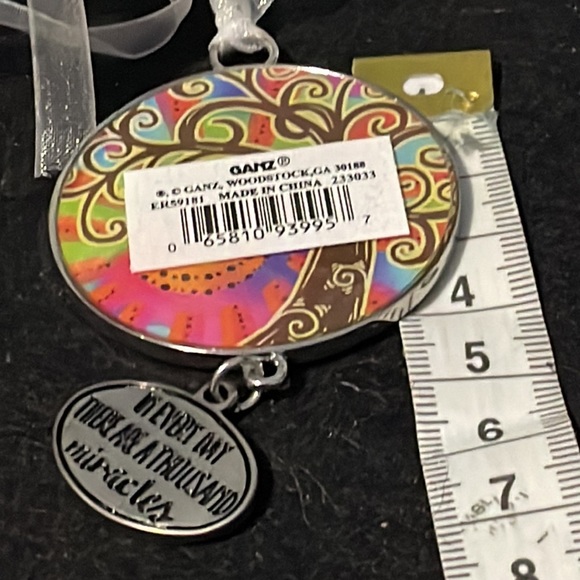 GANZ®
®, © GANZ, WOODSTOCK,GA 30188
ER59181 MADE IN CHINA 233033
0 65810 93995 7
IN EVERY DAY
THERE ARE A THOUSAND
miracles
4
5
6
7
8